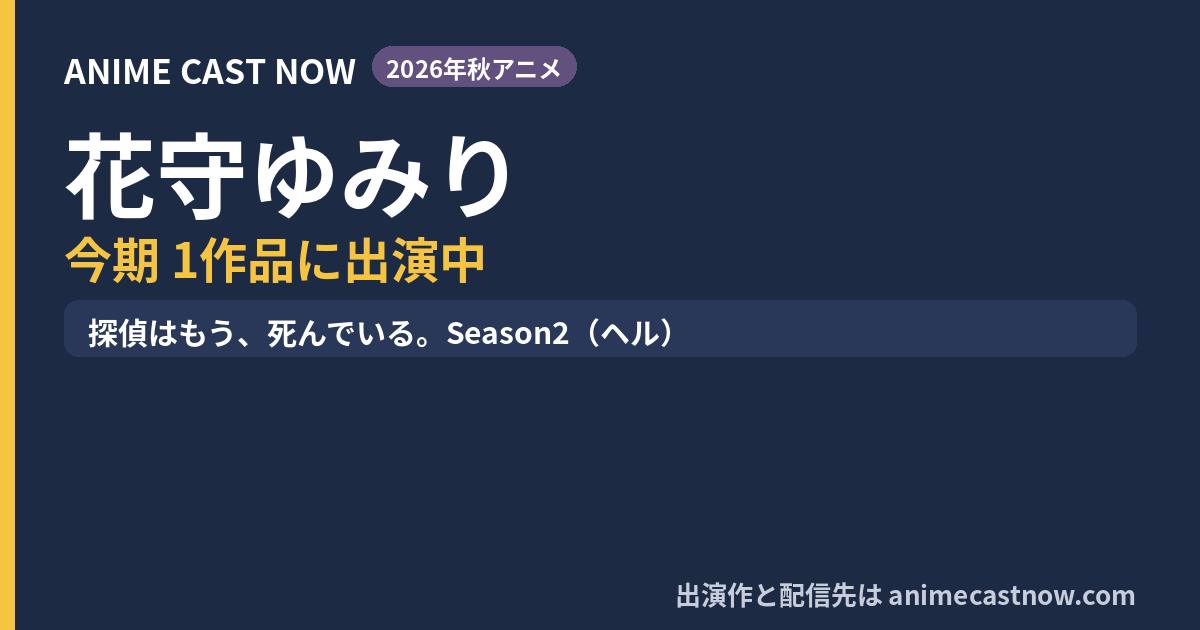 ANIME CAST NOW 2026年秋アニメ
花守ゆみり
今期 1作品に出演中
探偵はもう、死んでいる。Season2（ヘル）
出演作と配信先は animecastnow.com